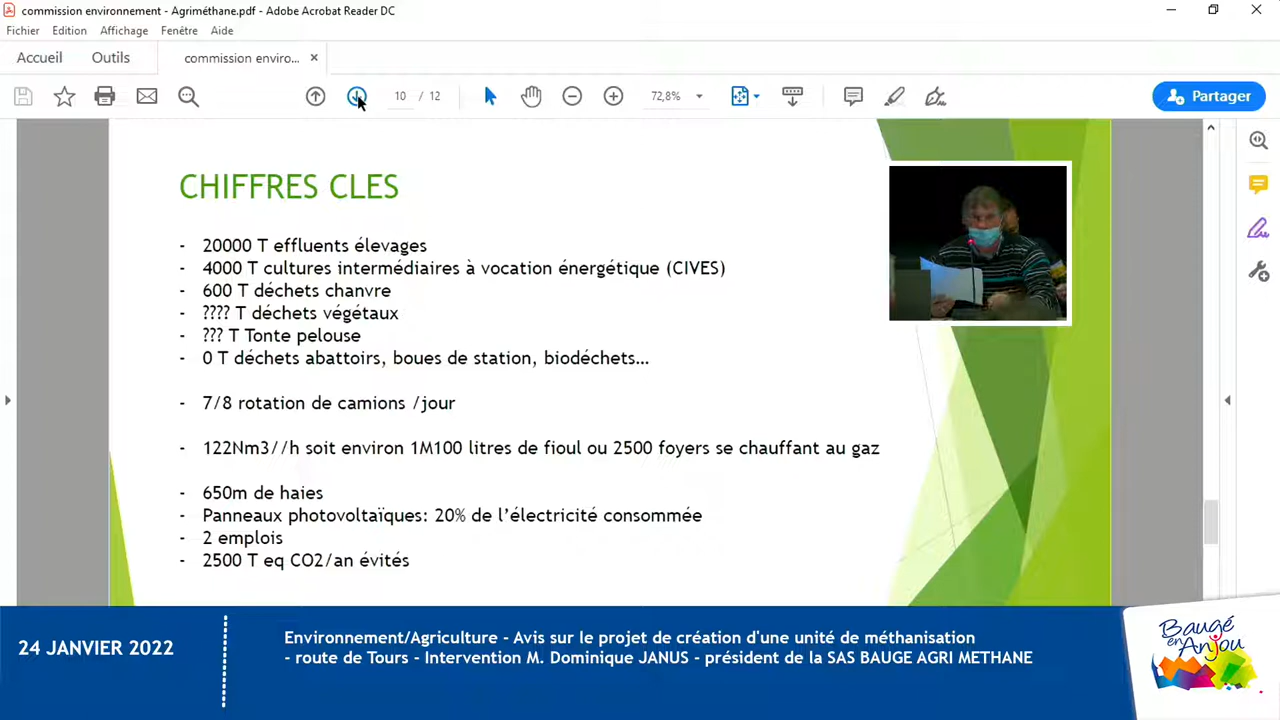 commission environnement - Agriméthane.pdf - Adobe Acrobat Reader DC
Fichier Edition Affichage Fenêtre Aide
Accueil Outils commission enviro... ×
10 / 12 72,8% Partager
CHIFFRES CLES
- 20000 T effluents élevages
- 4000 T cultures intermédiaires à vocation énergétique (CIVES)
- 600 T déchets chanvre
- ???? T déchets végétaux
- ??? T Tonte pelouse
- 0 T déchets abattoirs, boues de station, biodéchets…
- 7/8 rotation de camions /jour
- 122Nm3//h soit environ 1M100 litres de fioul ou 2500 foyers se chauffant au gaz
- 650m de haies
- Panneaux photovoltaïques: 20% de l’électricité consommée
- 2 emplois
- 2500 T eq CO2/an évités
24 JANVIER 2022
Environnement/Agriculture - Avis sur le projet de création d'une unité de méthanisation
- route de Tours - Intervention M. Dominique JANUS - président de la SAS BAUGE AGRI METHANE
Baugé
en Anjou